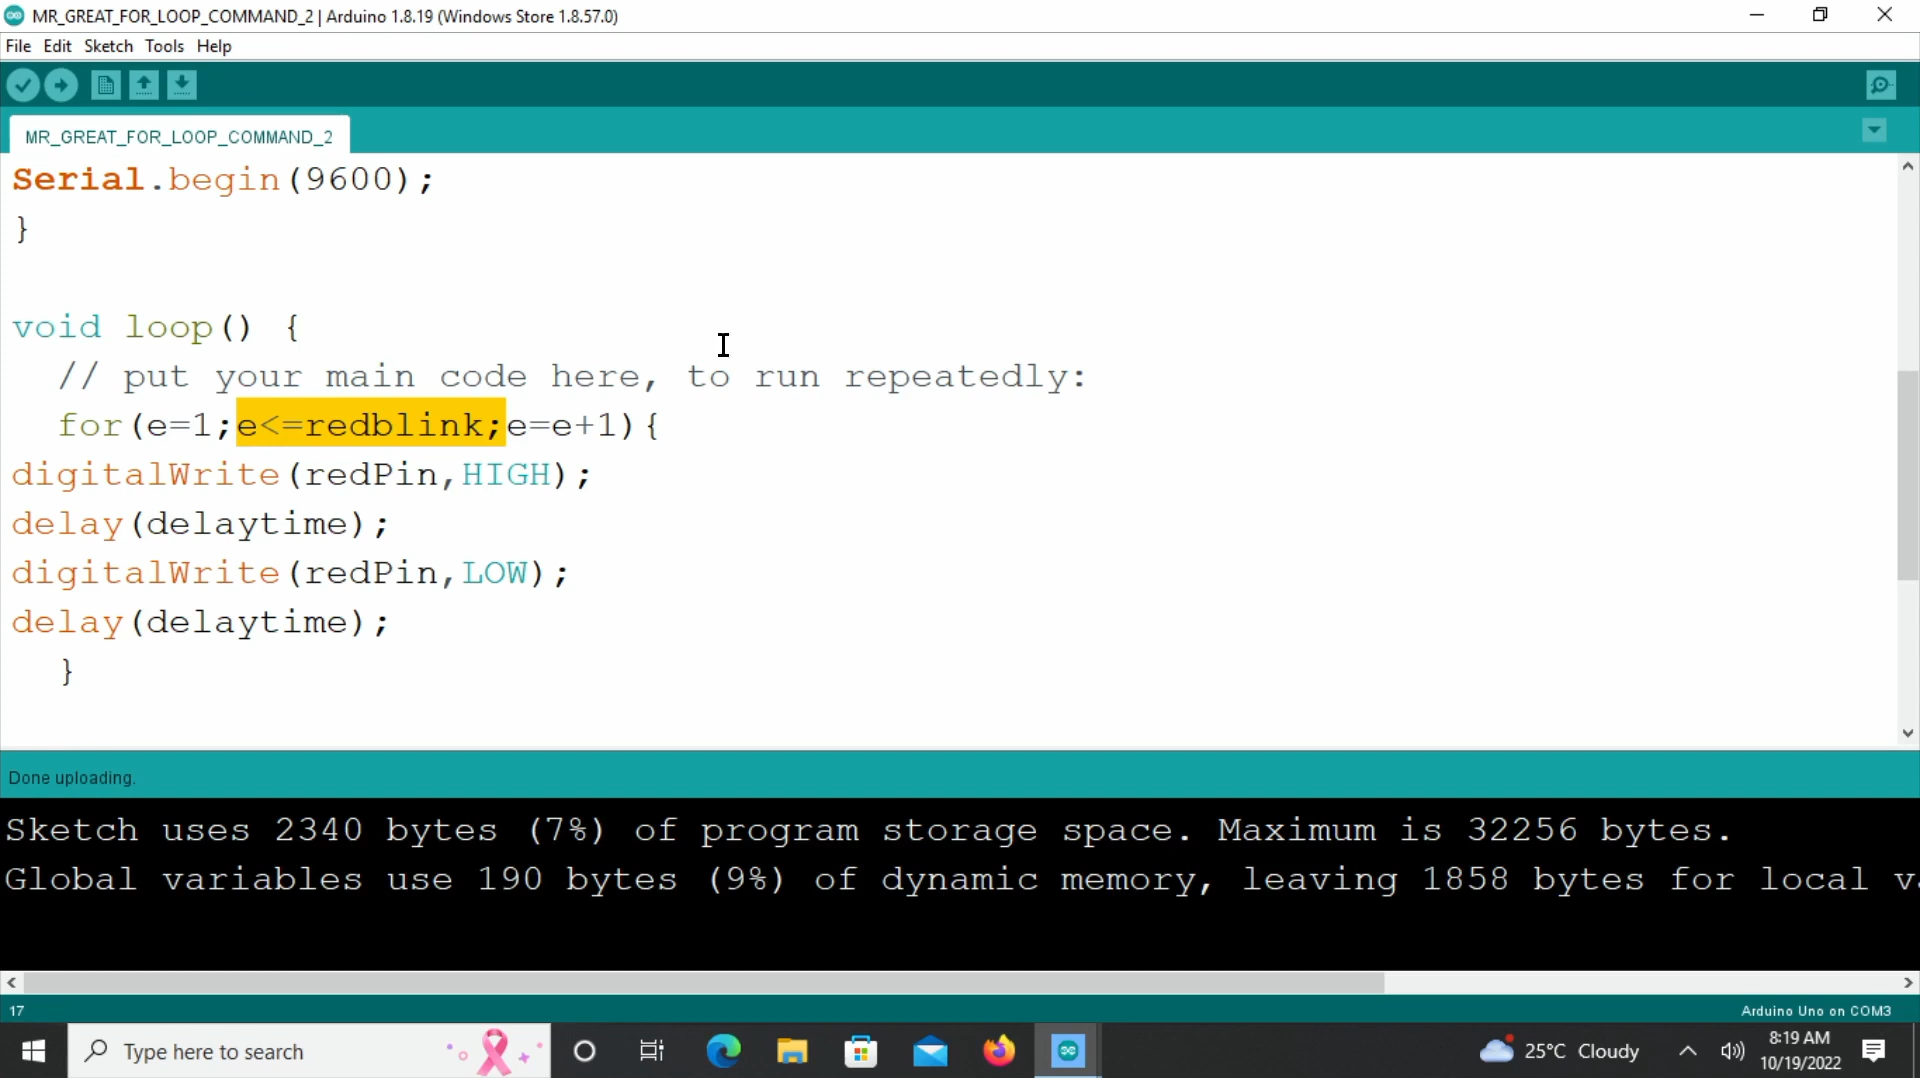 MR_GREAT_FOR_LOOP_COMMAND_2 | Arduino 1.8.19 (Windows Store 1.8.57.0)
File Edit Sketch Tools Help
MR_GREAT_FOR_LOOP_COMMAND_2
Serial.begin(9600);
}
void loop() {
// put your main code here, to run repeatedly:
for(e=1;e<=redblink;e=e+1){
digitalWrite(redPin,HIGH);
delay(delaytime);
digitalWrite(redPin,LOW);
delay(delaytime);
}
Done uploading.
Sketch uses 2340 bytes (7%) of program storage space. Maximum is 32256 bytes.
Global variables use 190 bytes (9%) of dynamic memory, leaving 1858 bytes for local
17
Arduino Uno on COM3
Type here to search
25°C Cloudy
8:19 AM
10/19/2022